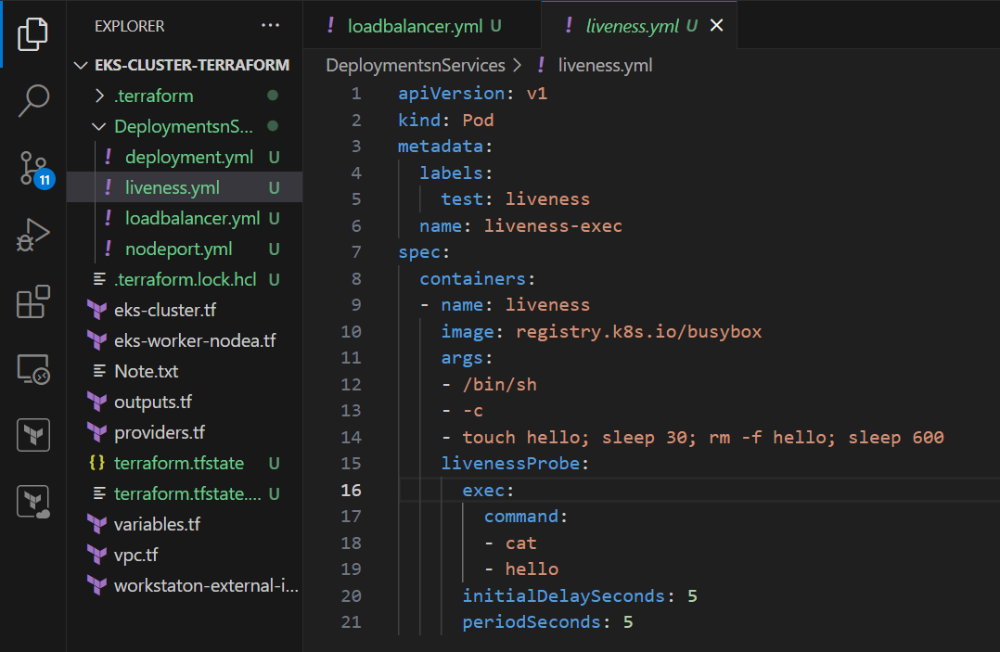 EXPLORER ...
EKS-CLUSTER-TERRAFORM
.terraform
DeploymentsnS...
! deployment.yml U
! liveness.yml U
! loadbalancer.yml U
! nodeport.yml U
.terraform.lock.hcl U
eks-cluster.tf
eks-worker-nodea.tf
Note.txt
outputs.tf
providers.tf
{} terraform.tfstate U
terraform.tfstate.... U
variables.tf
vpc.tf
workstaton-external-i...
11
! loadbalancer.yml U
! liveness.yml U
DeploymentsnServices > ! liveness.yml
1 apiVersion: v1
2 kind: Pod
3 metadata:
4 labels:
5 test: liveness
6 name: liveness-exec
7 spec:
8 containers:
9 - name: liveness
10 image: registry.k8s.io/busybox
11 args:
12 - /bin/sh
13 - -c
14 - touch hello; sleep 30; rm -f hello; sleep 600
15 livenessProbe:
16 exec:
17 command:
18 - cat
19 - hello
20 initialDelaySeconds: 5
21 periodSeconds: 5